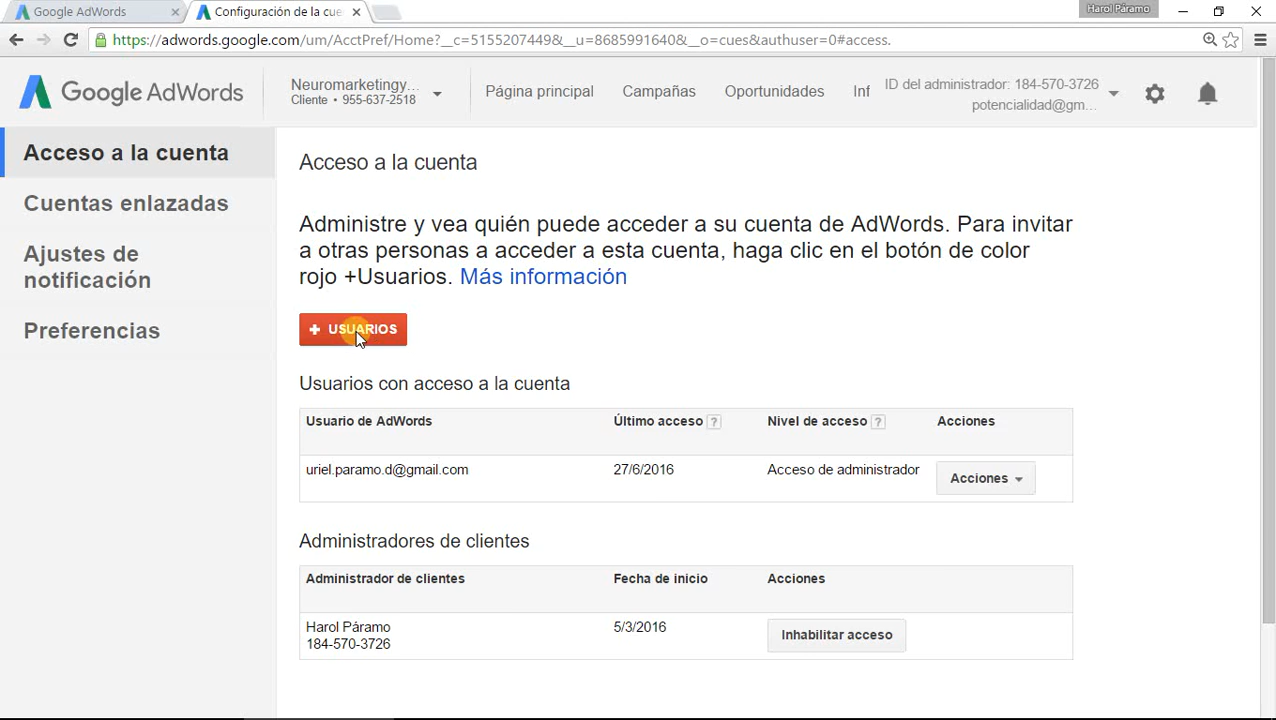 Google AdWords
Configuración de la cue
Harol Páramo
https://adwords.google.com/um/AcctPref/Home?__c=5155207449&__u=8685991640&__o=cues&authuser=0#access.
Google AdWords
Neuromarketingy...
Cliente • 955-637-2518
Página principal
Campañas
Oportunidades
Inf
ID del administrador: 184-570-3726
potencialidad@gm...
Acceso a la cuenta
Cuentas enlazadas
Ajustes de
notificación
Preferencias
Acceso a la cuenta
Administre y vea quién puede acceder a su cuenta de AdWords. Para invitar
a otras personas a acceder a esta cuenta, haga clic en el botón de color
rojo +Usuarios. Más información
+ USUARIOS
Usuarios con acceso a la cuenta
Usuario de AdWords Último acceso ? Nivel de acceso ? Acciones
uriel.paramo.d@gmail.com 27/6/2016 Acceso de administrador Acciones
Administradores de clientes
Administrador de clientes Fecha de inicio Acciones
Harol Páramo 5/3/2016 Inhabilitar acceso
184-570-3726